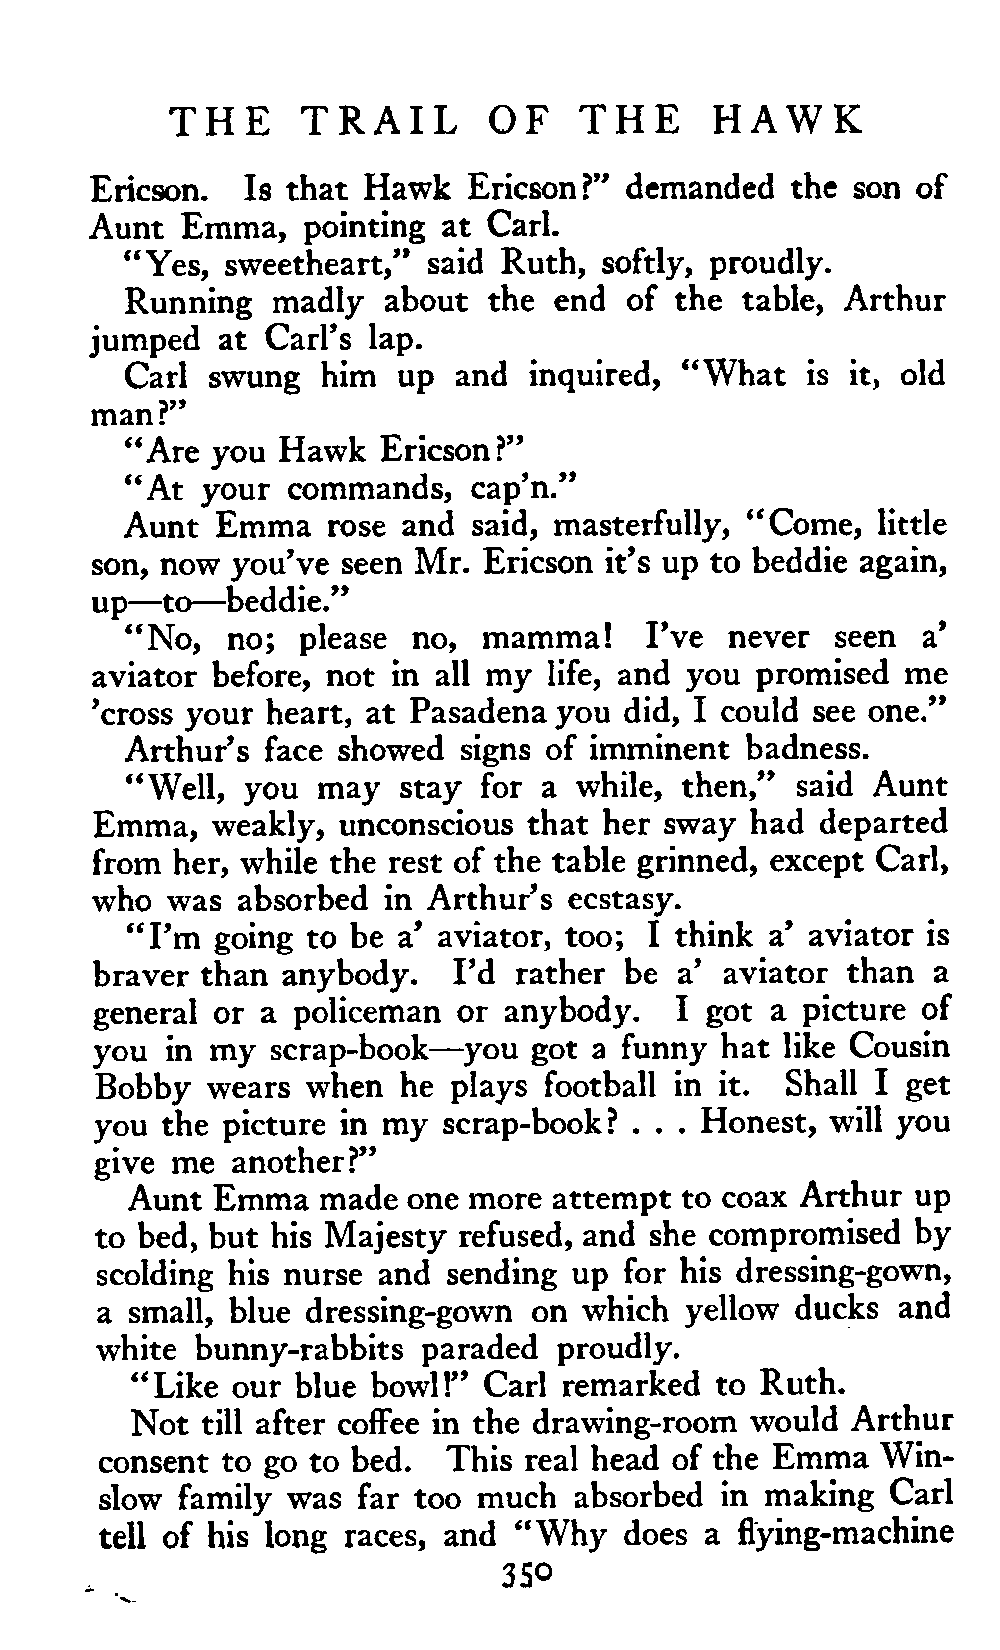 THE TRAIL OF THE HAWK
Ericson. Is that Hawk Ericson?” demanded the son of
Aunt Emma, pointing at Carl.
“Yes, sweetheart,” said Ruth, softly, proudly.
Running madly about the end of the table, Arthur
jumped at Carl’s lap.
Carl swung him up and inquired, “What is it, old
man?”
“Are you Hawk Ericson?”
“At your commands, cap’n.”
Aunt Emma rose and said, masterfully, “Come, little
son, now you’ve seen Mr. Ericson it’s up to beddie again,
up—to—beddie.”
“No, no; please no, mamma! I’ve never seen a’
aviator before, not in all my life, and you promised me
’cross your heart, at Pasadena you did, I could see one.”
Arthur’s face showed signs of imminent badness.
“Well, you may stay for a while, then,” said Aunt
Emma, weakly, unconscious that her sway had departed
from her, while the rest of the table grinned, except Carl,
who was absorbed in Arthur’s ecstasy.
“I’m going to be a’ aviator, too; I think a’ aviator is
braver than anybody. I’d rather be a’ aviator than a
general or a policeman or anybody. I got a picture of
you in my scrap-book—you got a funny hat like Cousin
Bobby wears when he plays football in it. Shall I get
you the picture in my scrap-book? . . . Honest, will you
give me another?”
Aunt Emma made one more attempt to coax Arthur up
to bed, but his Majesty refused, and she compromised by
scolding his nurse and sending up for his dressing-gown,
a small, blue dressing-gown on which yellow ducks and
white bunny-rabbits paraded proudly.
“Like our blue bowl!” Carl remarked to Ruth.
Not till after coffee in the drawing-room would Arthur
consent to go to bed. This real head of the Emma Win-
slow family was far too much absorbed in making Carl
tell of his long races, and “Why does a flying-machine
350